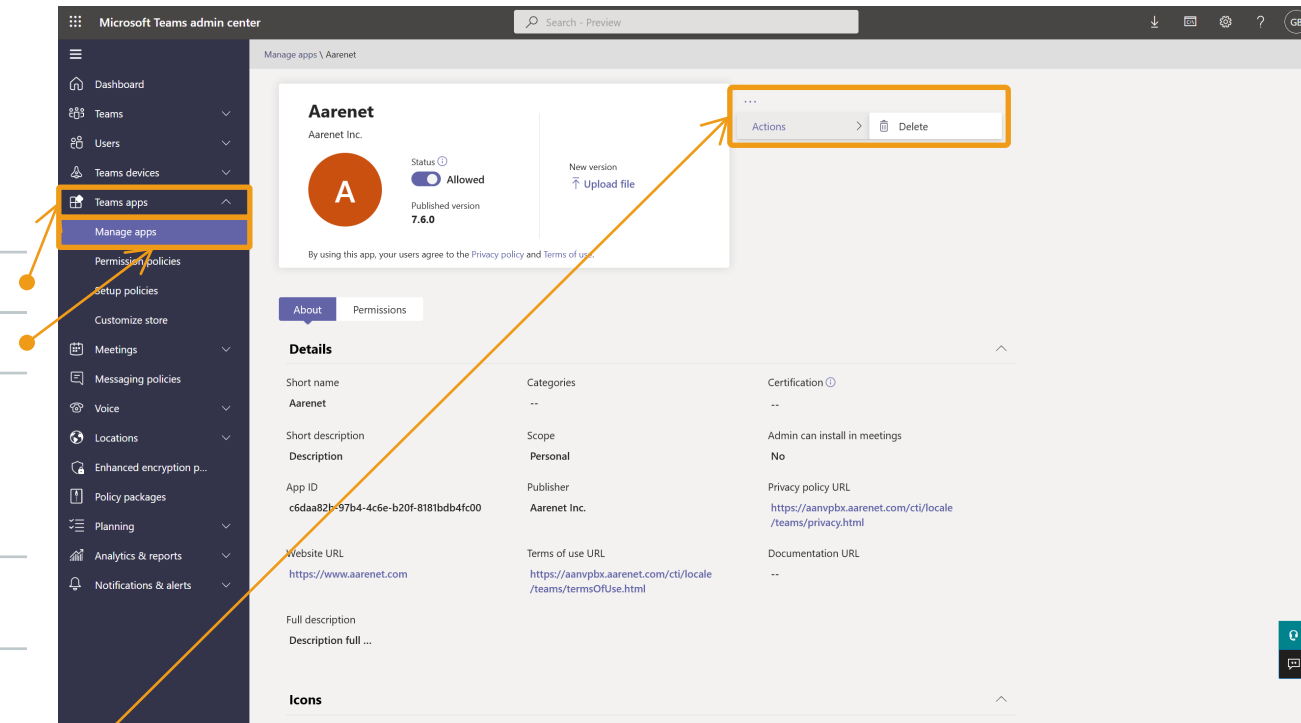 Microsoft Teams admin center
Search - Preview
?
GB
Manage apps \ Aarenet
Dashboard
Teams
Users
Teams devices
Teams apps
Manage apps
Permission policies
Setup policies
Customize store
Meetings
Messaging policies
Voice
Locations
Enhanced encryption p...
Policy packages
Planning
Analytics & reports
Notifications & alerts
Aarenet
Aarenet Inc.
A
Status
Allowed
Published version
7.6.0
New version
Upload file
By using this app, your users agree to the Privacy policy and Terms of use.
...
Actions
Delete
About
Permissions
Details
Short name
Aarenet
Categories
--
Certification
--
Short description
Description
Scope
Personal
Admin can install in meetings
No
App ID
c6daa82b-97b4-4c6e-b20f-8181bdb4fc00
Publisher
Aarenet Inc.
Privacy policy URL
https://aanvpbx.aarenet.com/cti/locale
/teams/privacy.html
Website URL
https://www.aarenet.com
Terms of use URL
https://aanvpbx.aarenet.com/cti/locale
/teams/termsOfUse.html
Documentation URL
--
Full description
Description full ...
Icons